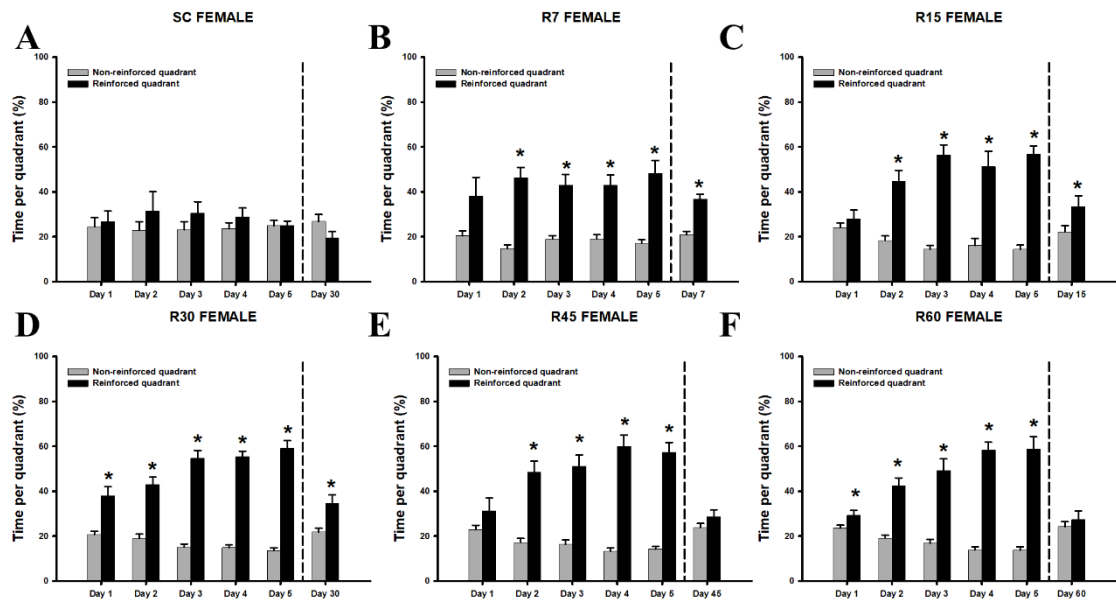 A
SC FEMALE
Time per quadrant (%)
100
80
60
40
20
0
Non-reinforced quadrant
Reinforced quadrant
Day 1 Day 2 Day 3 Day 4 Day 5 Day 30
B
R7 FEMALE
Time per quadrant (%)
100
80
60
40
20
0
Non-reinforced quadrant
Reinforced quadrant
* * * * *
Day 1 Day 2 Day 3 Day 4 Day 5 Day 7
C
R15 FEMALE
Time per quadrant (%)
100
80
60
40
20
0
Non-reinforced quadrant
Reinforced quadrant
* * * * *
Day 1 Day 2 Day 3 Day 4 Day 5 Day 15
D
R30 FEMALE
Time per quadrant (%)
100
80
60
40
20
0
Non-reinforced quadrant
Reinforced quadrant
* * * * * *
Day 1 Day 2 Day 3 Day 4 Day 5 Day 30
E
R45 FEMALE
Time per quadrant (%)
100
80
60
40
20
0
Non-reinforced quadrant
Reinforced quadrant
* * * *
Day 1 Day 2 Day 3 Day 4 Day 5 Day 45
F
R60 FEMALE
Time per quadrant (%)
100
80
60
40
20
0
Non-reinforced quadrant
Reinforced quadrant
* * * * *
Day 1 Day 2 Day 3 Day 4 Day 5 Day 60